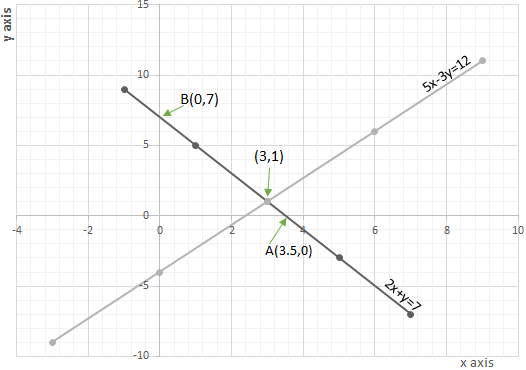 y axis
15
10
5
0
-5
-10
-4
-2
0
2
4
6
8
10
x axis
B(0,7)
(3,1)
A(3.5,0)
5x-3y=12
2x+y=7